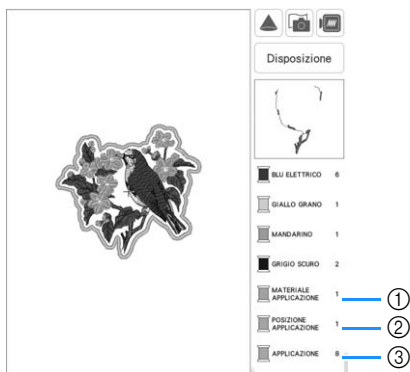 Disposizione
BLU ELETTRICO 6
GIALLO GRANO 1
MANDARINO 1
GRIGIO SCURO 2
MATERIALE
APPLICAZIONE 1
①
POSIZIONE
APPLICAZIONE 1
②
APPLICAZIONE 8
③